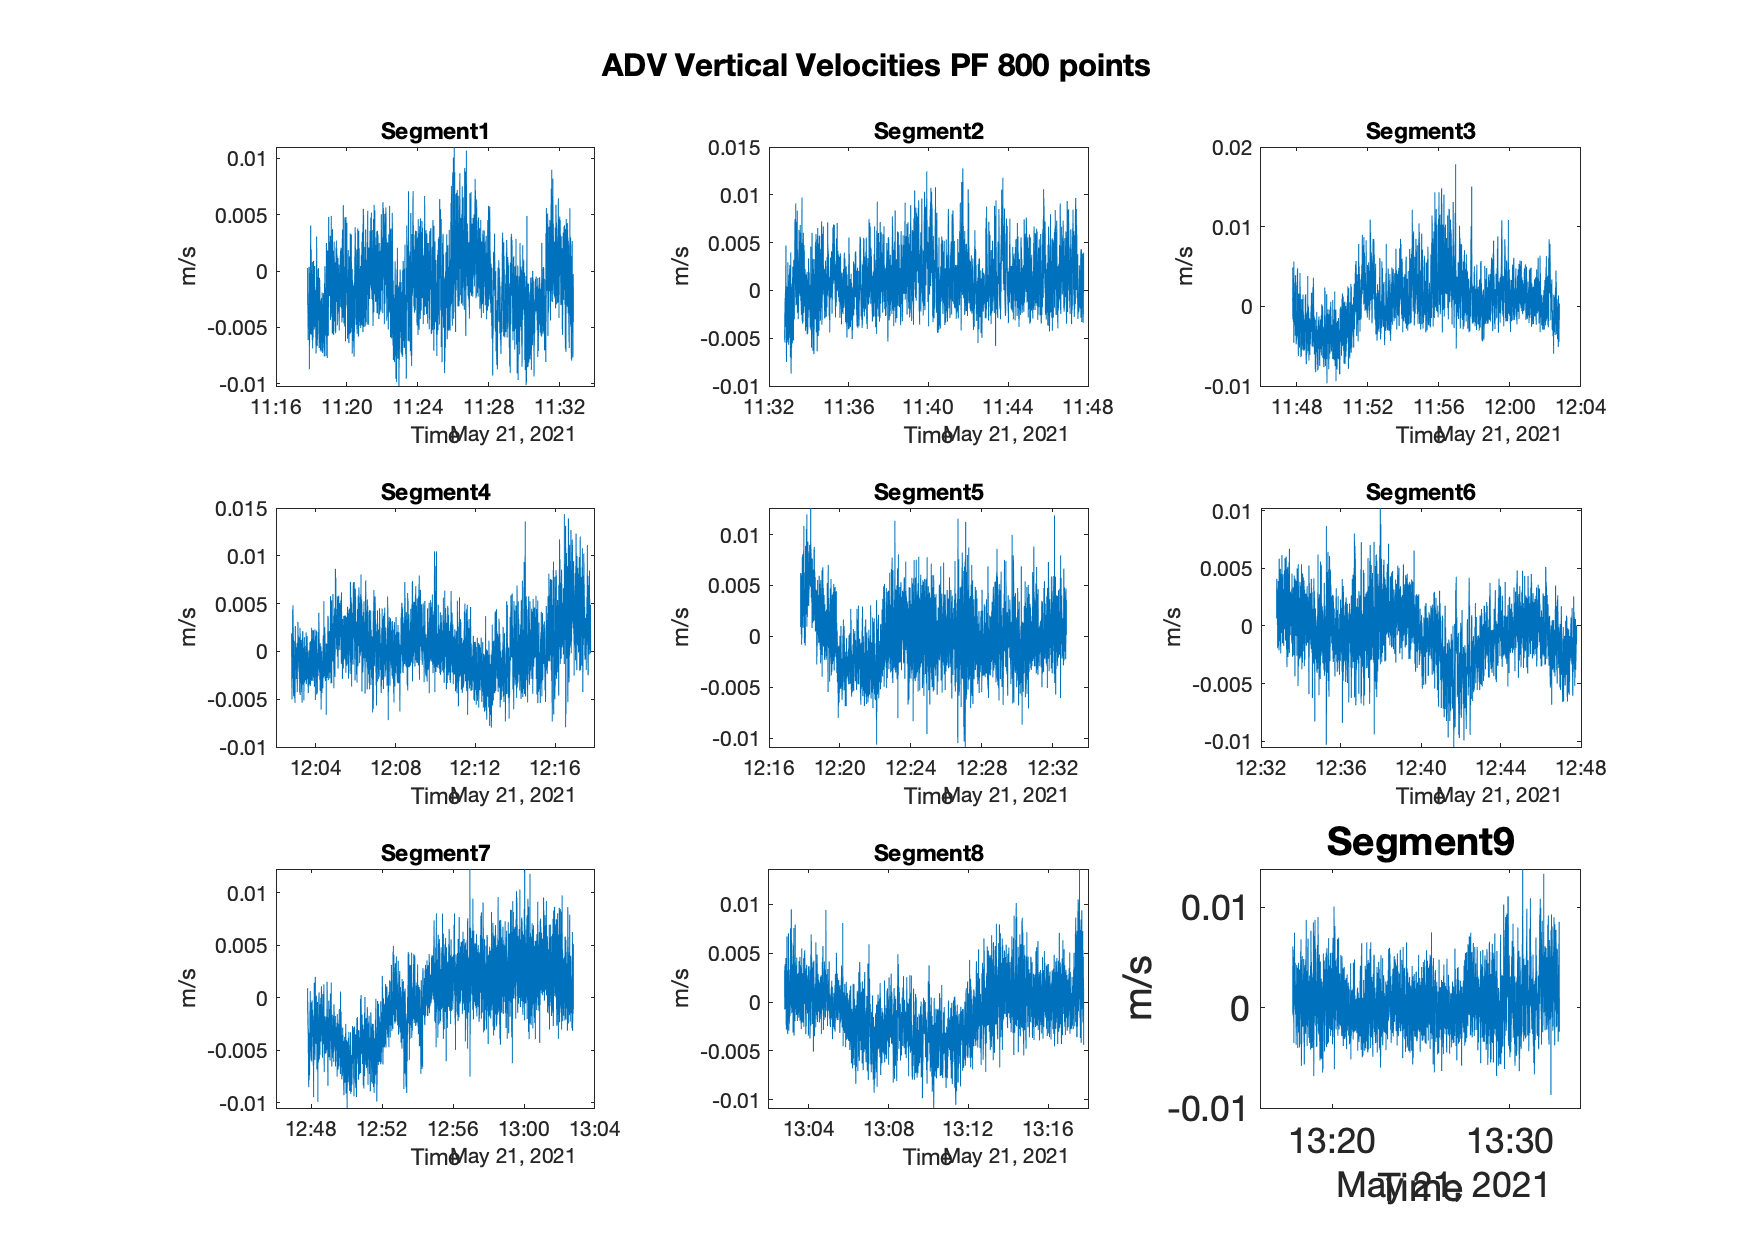 ADV Vertical Velocities PF 800 points
Segment1
0.01
0.005
0
-0.005
-0.01
m/s
11:16 11:20 11:24 11:28 11:32
Time
May 21, 2021
Segment2
0.015
0.01
0.005
0
-0.005
-0.01
m/s
11:32 11:36 11:40 11:44 11:48
Time
May 21, 2021
Segment3
0.02
0.01
0
-0.01
m/s
11:48 11:52 11:56 12:00 12:04
Time
May 21, 2021
Segment4
0.015
0.01
0.005
0
-0.005
-0.01
m/s
12:04 12:08 12:12 12:16
Time
May 21, 2021
Segment5
0.01
0.005
0
-0.005
-0.01
m/s
12:16 12:20 12:24 12:28 12:32
Time
May 21, 2021
Segment6
0.01
0.005
0
-0.005
-0.01
m/s
12:32 12:36 12:40 12:44 12:48
Time
May 21, 2021
Segment7
0.01
0.005
0
-0.005
-0.01
m/s
12:48 12:52 12:56 13:00 13:04
Time
May 21, 2021
Segment8
0.01
0.005
0
-0.005
-0.01
m/s
13:04 13:08 13:12 13:16
Time
May 21, 2021
Segment9
0.01
0
-0.01
m/s
13:20 13:30
May 21, 2021
Time